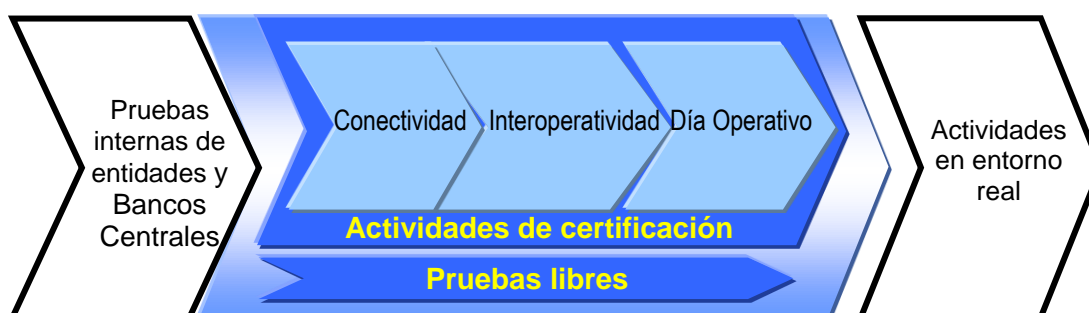 Pruebas
internas de
entidades y
Bancos
Centrales
Conectividad
Interoperatividad
Día Operativo
Actividades de certificación
Pruebas libres
Actividades
en entorno
real